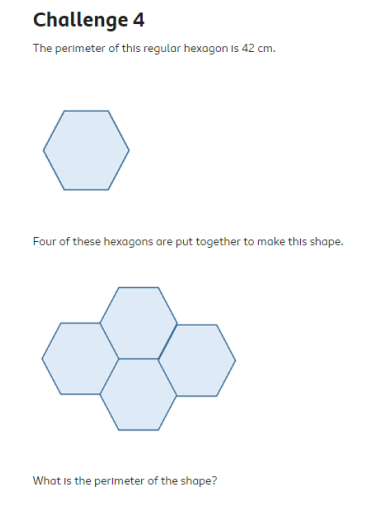 Challenge 4
The perimeter of this regular hexagon is 42 cm.
Four of these hexagons are put together to make this shape.
What is the perimeter of the shape?